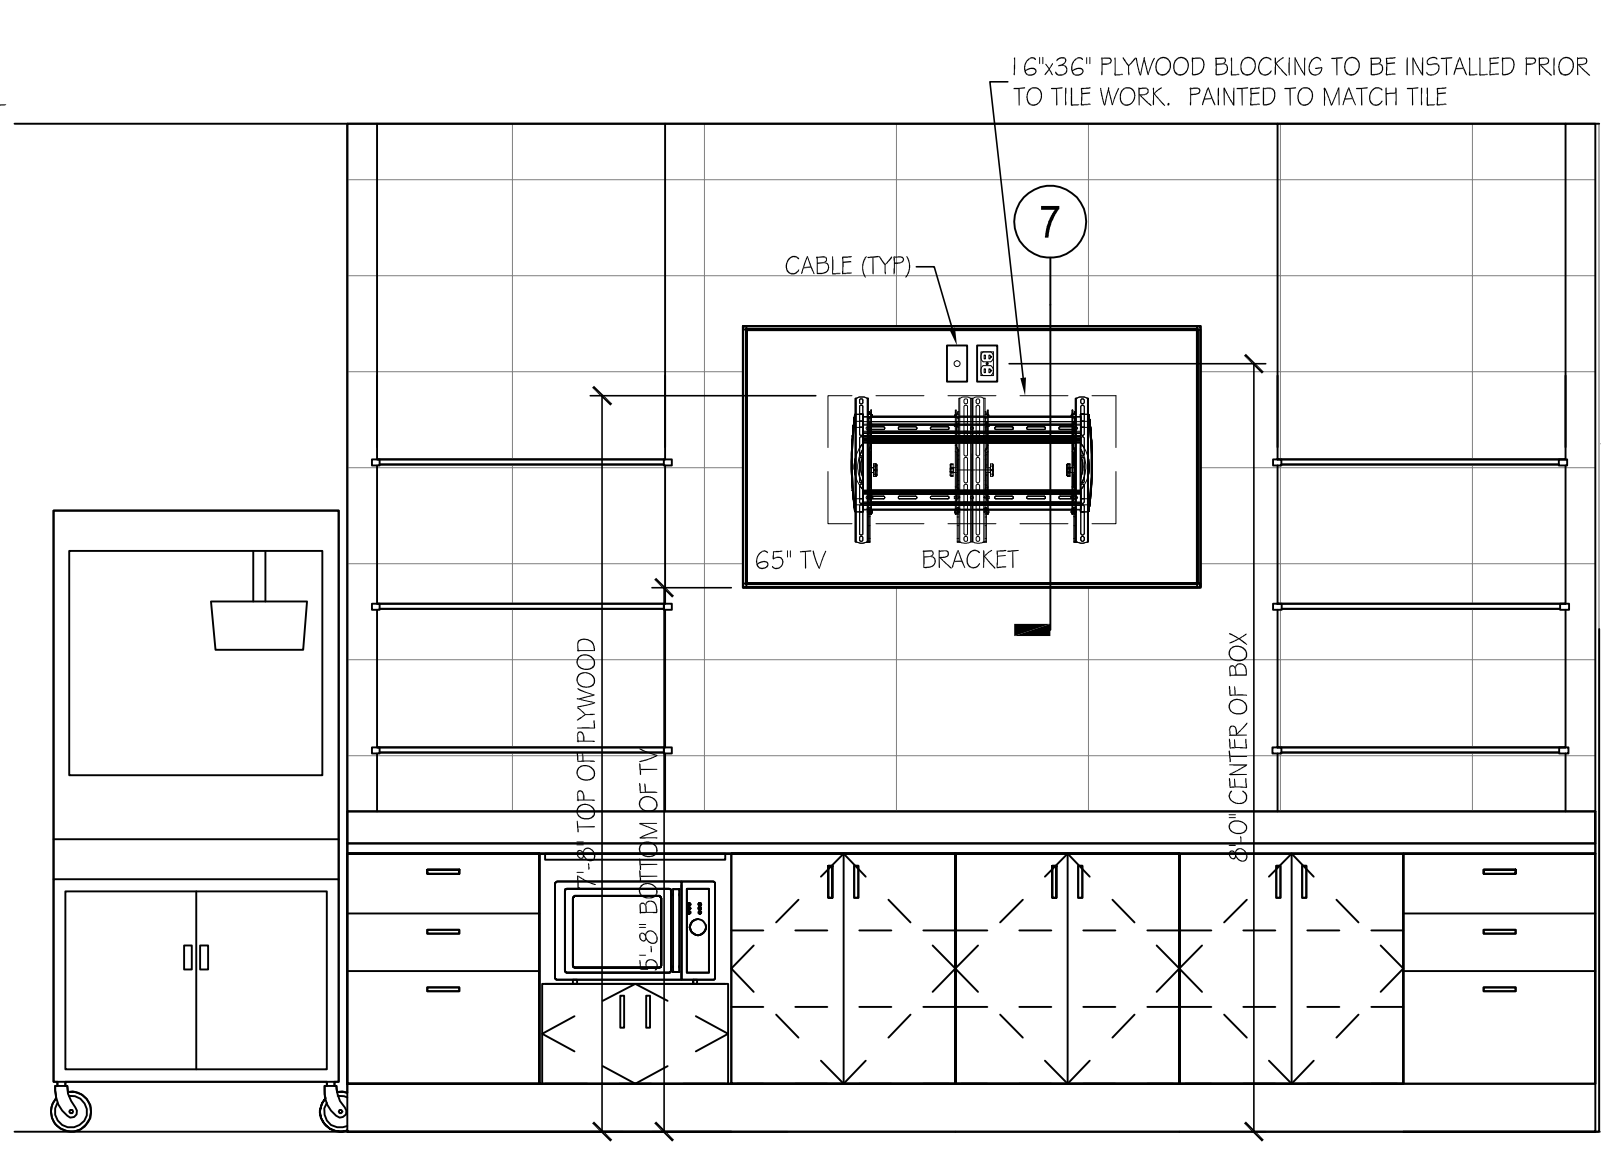 16"x36" PLYWOOD BLOCKING TO BE INSTALLED PRIOR
TO TILE WORK. PAINTED TO MATCH TILE
7
CABLE (TYP)
65" TV
BRACKET
7'-8" TOP OF PLYWOOD
5'-8" BOTTOM OF TV
8'-0" CENTER OF BOX